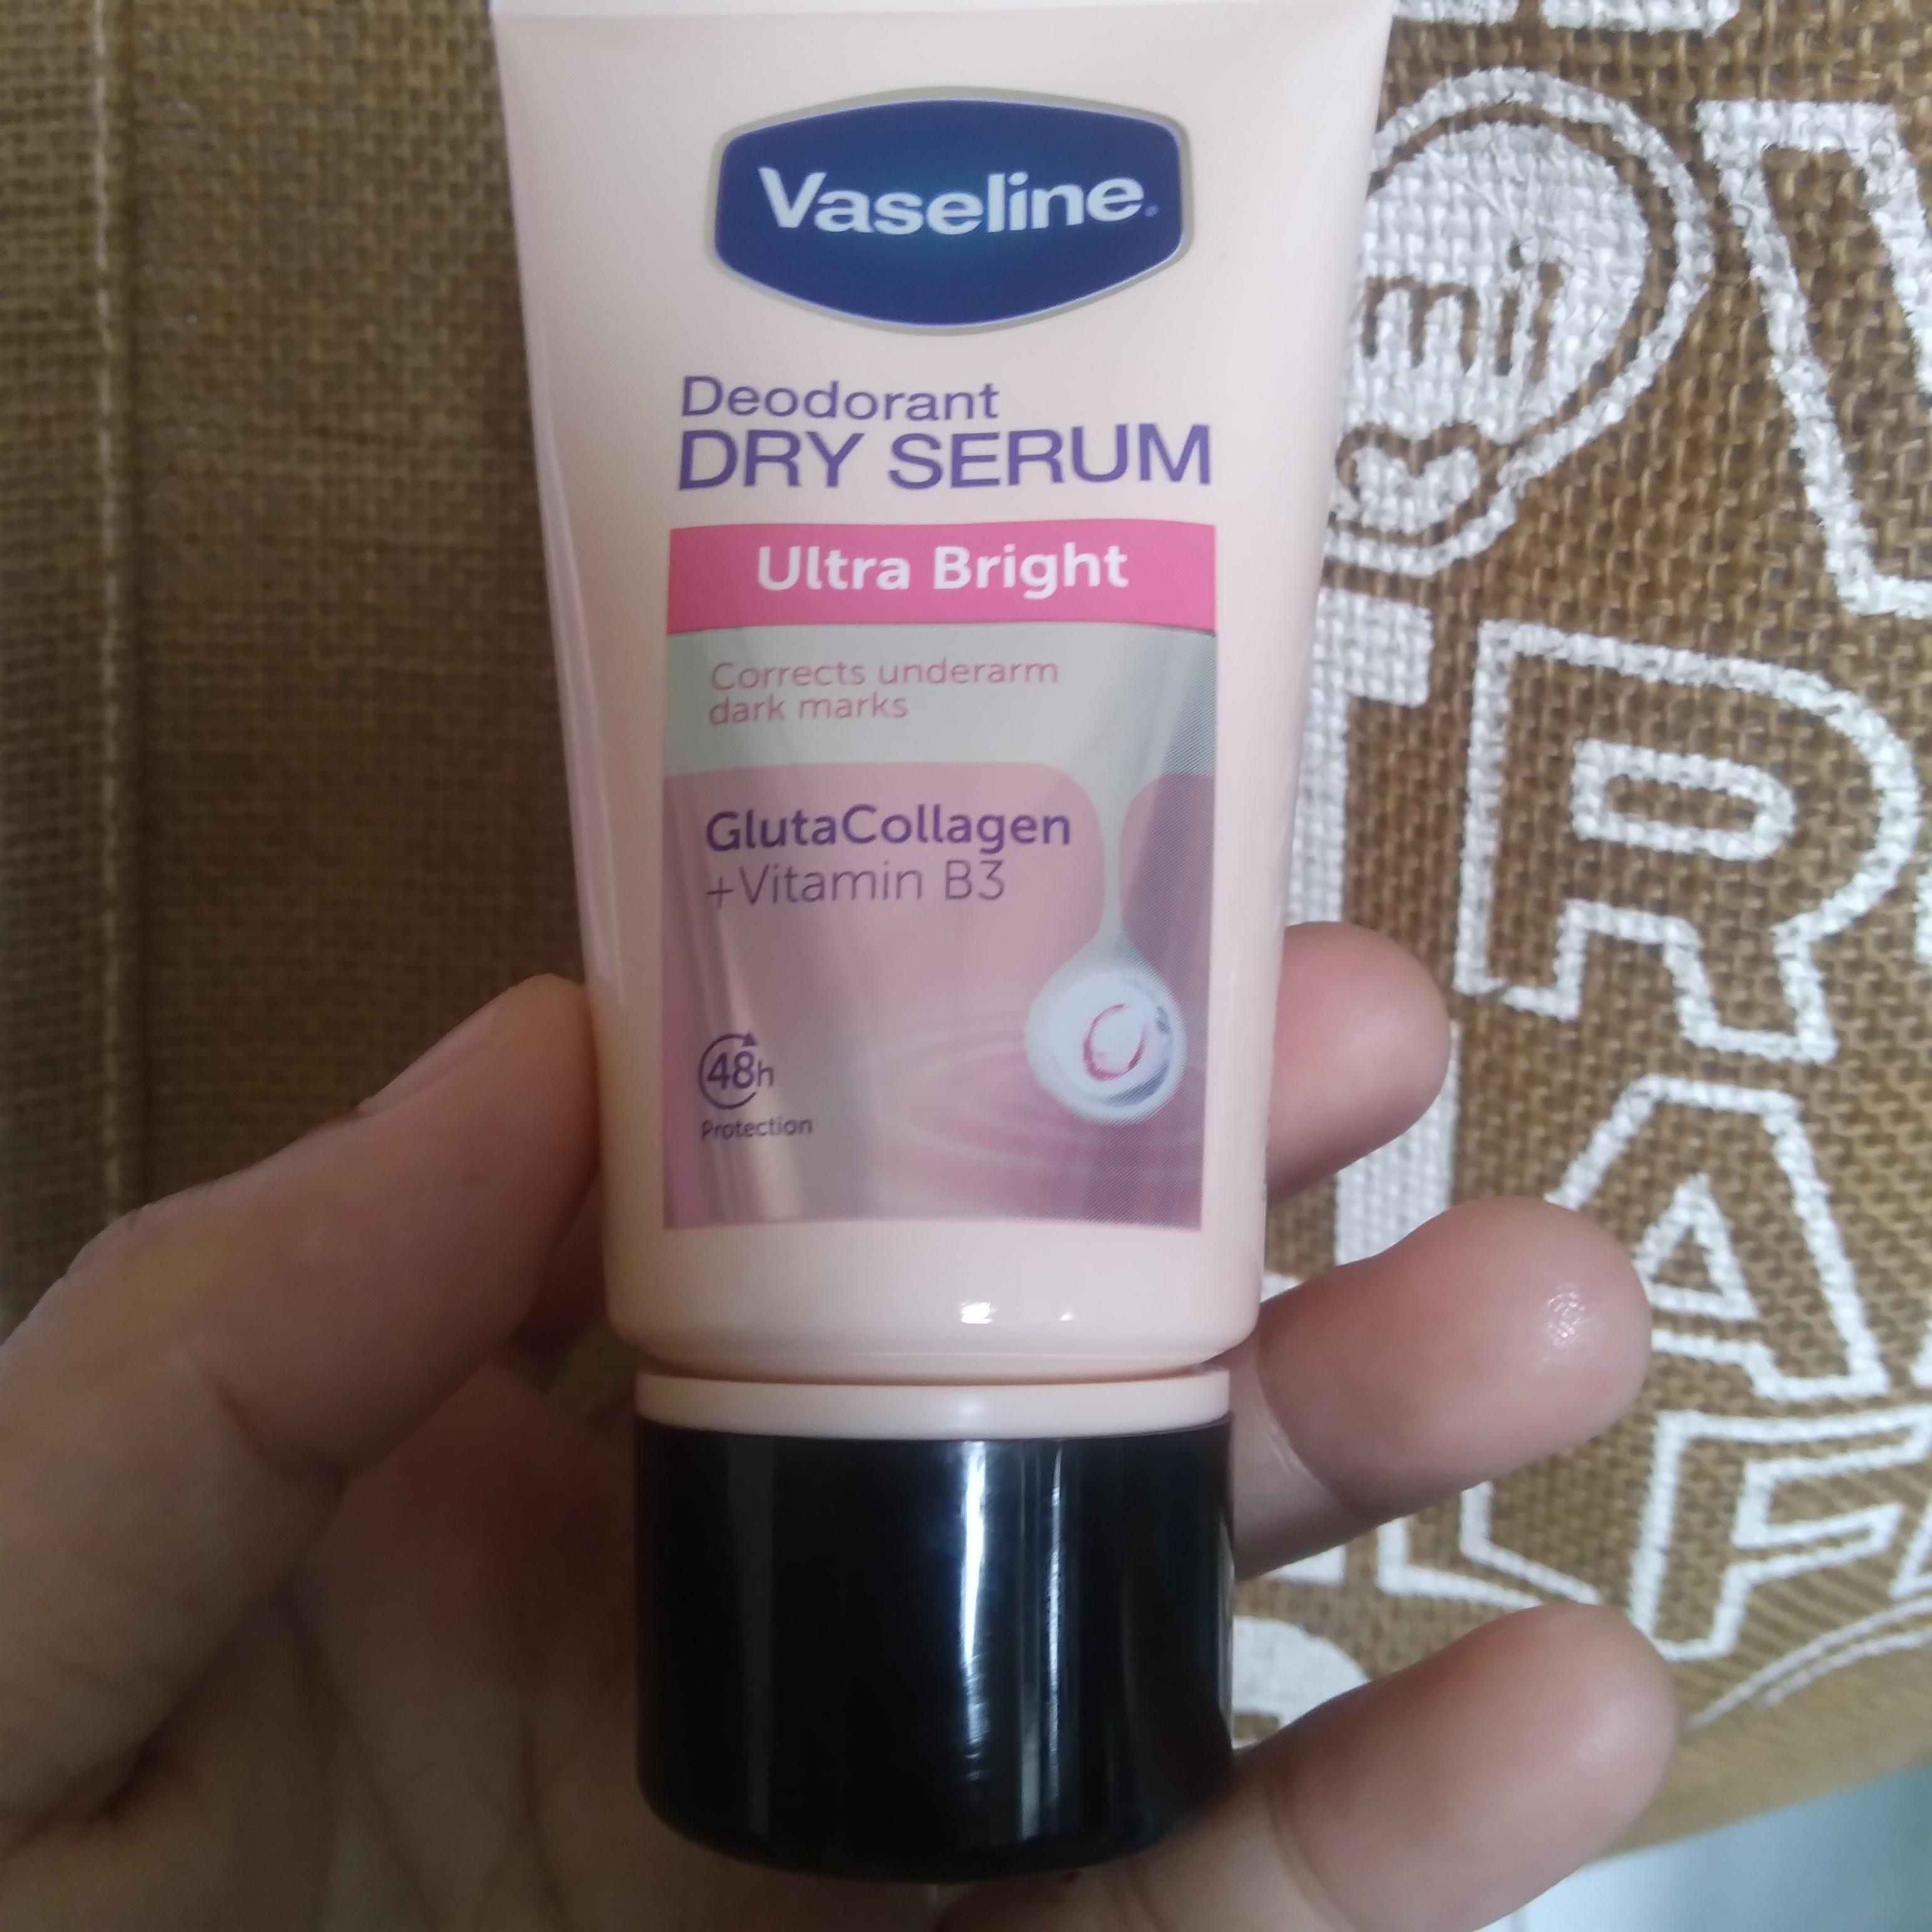 Vaseline.
Deodorant
DRY SERUM
Ultra Bright
Corrects underarm
dark marks
GlutaCollagen
+Vitamin B3
48h
Protection